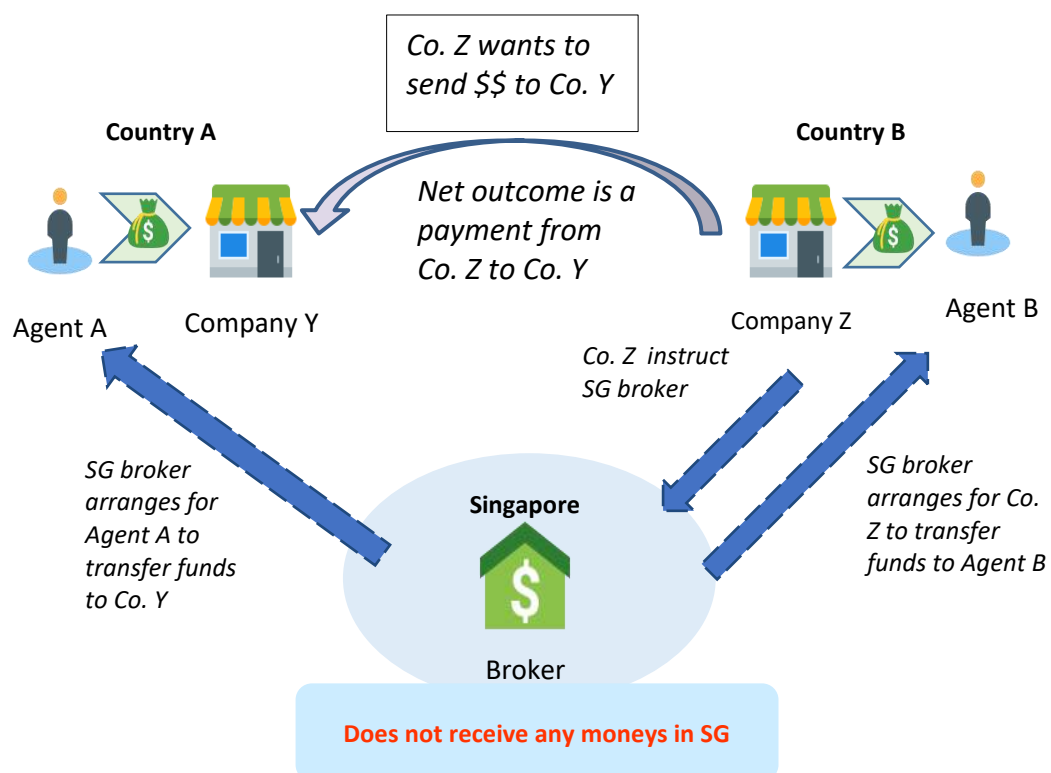 Co. Z wants to
send $$ to Co. Y
Country A
Country B
Net outcome is a
payment from
Co. Z to Co. Y
$
$
Agent A
Company Y
Company Z
Agent B
Co. Z instruct
SG broker
SG broker
arranges for
Agent A to
transfer funds
to Co. Y
SG broker
arranges for Co.
Z to transfer
funds to Agent B
Singapore
$
Broker
Does not receive any moneys in SG